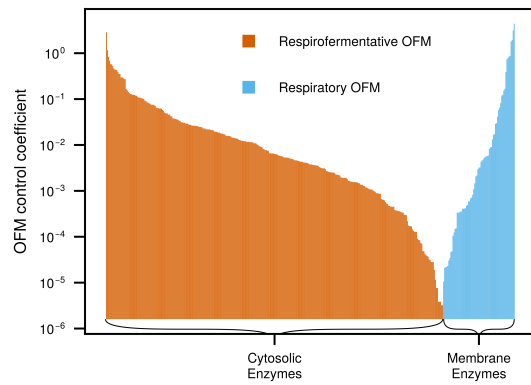 Respirofermentative OFM
Respiratory OFM
OFM control coefficient
10⁰
10⁻¹
10⁻²
10⁻³
10⁻⁴
10⁻⁵
10⁻⁶
Cytosolic
Enzymes
Membrane
Enzymes